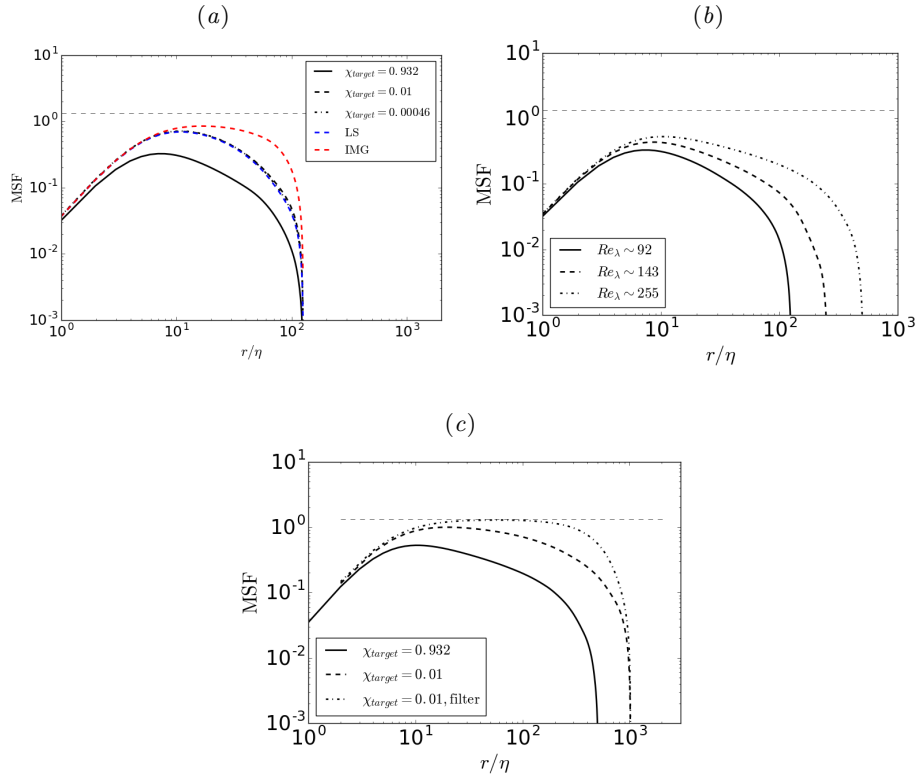 (a)
10^1
10^0
10^-1
10^-2
10^-3
MSF
χ_target = 0.932
χ_target = 0.01
χ_target = 0.00046
LS
IMG
10^0 10^1 10^2 10^3
r/η
(b)
10^1
10^0
10^-1
10^-2
10^-3
MSF
Re_λ ∼ 92
Re_λ ∼ 143
Re_λ ∼ 255
10^0 10^1 10^2 10^3
r/η
(c)
10^1
10^0
10^-1
10^-2
10^-3
MSF
χ_target = 0.932
χ_target = 0.01
χ_target = 0.01, filter
10^0 10^1 10^2 10^3
r/η